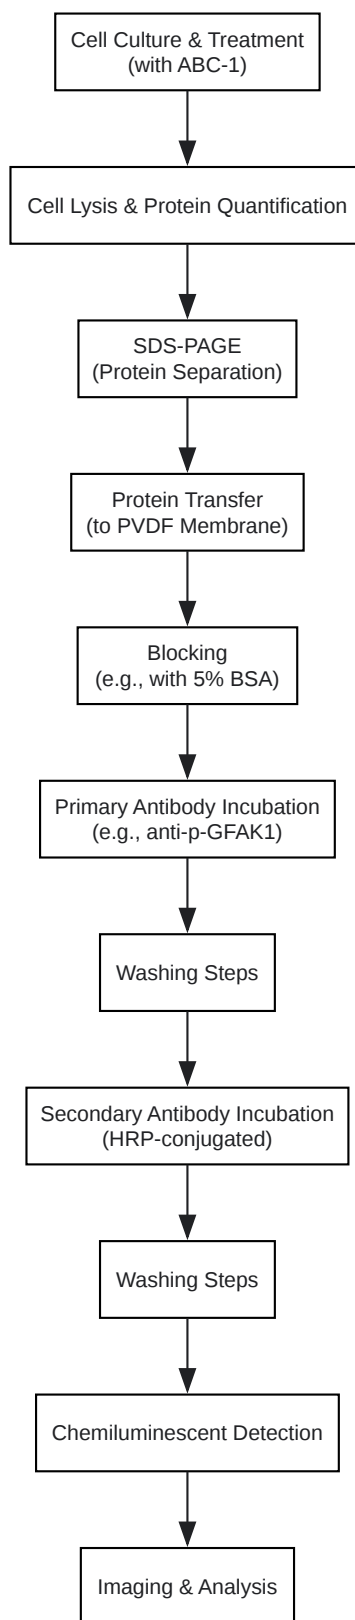 Cell Culture & Treatment
(with ABC-1)
Cell Lysis & Protein Quantification
SDS-PAGE
(Protein Separation)
Protein Transfer
(to PVDF Membrane)
Blocking
(e.g., with 5% BSA)
Primary Antibody Incubation
(e.g., anti-p-GFAK1)
Washing Steps
Secondary Antibody Incubation
(HRP-conjugated)
Washing Steps
Chemiluminescent Detection
Imaging & Analysis